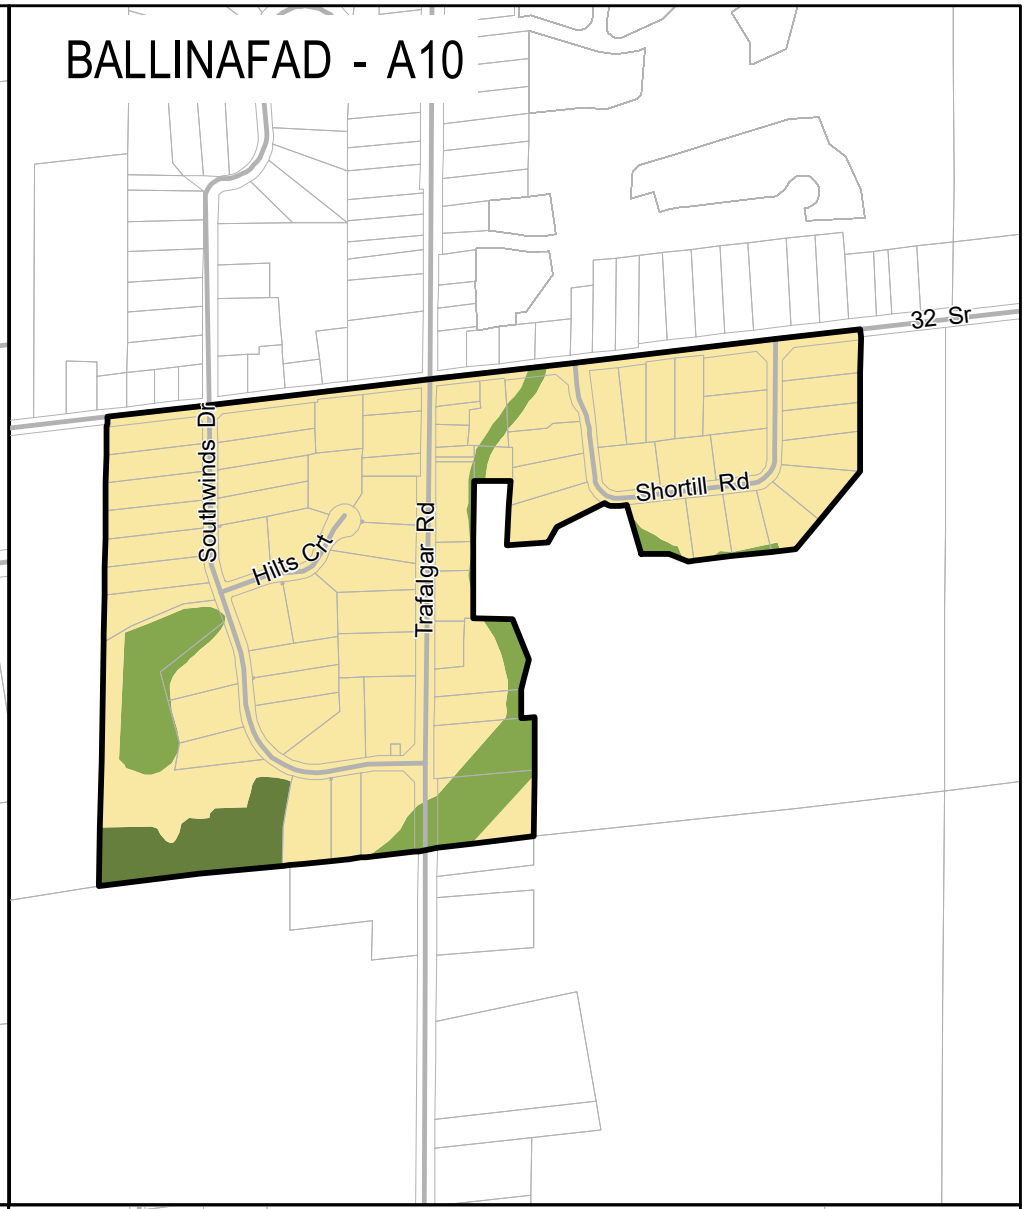 BALLINAFAD - A10
32 Sr
Southwinds Dr
Shortill Rd
Hilts Crt
Trafalgar Rd